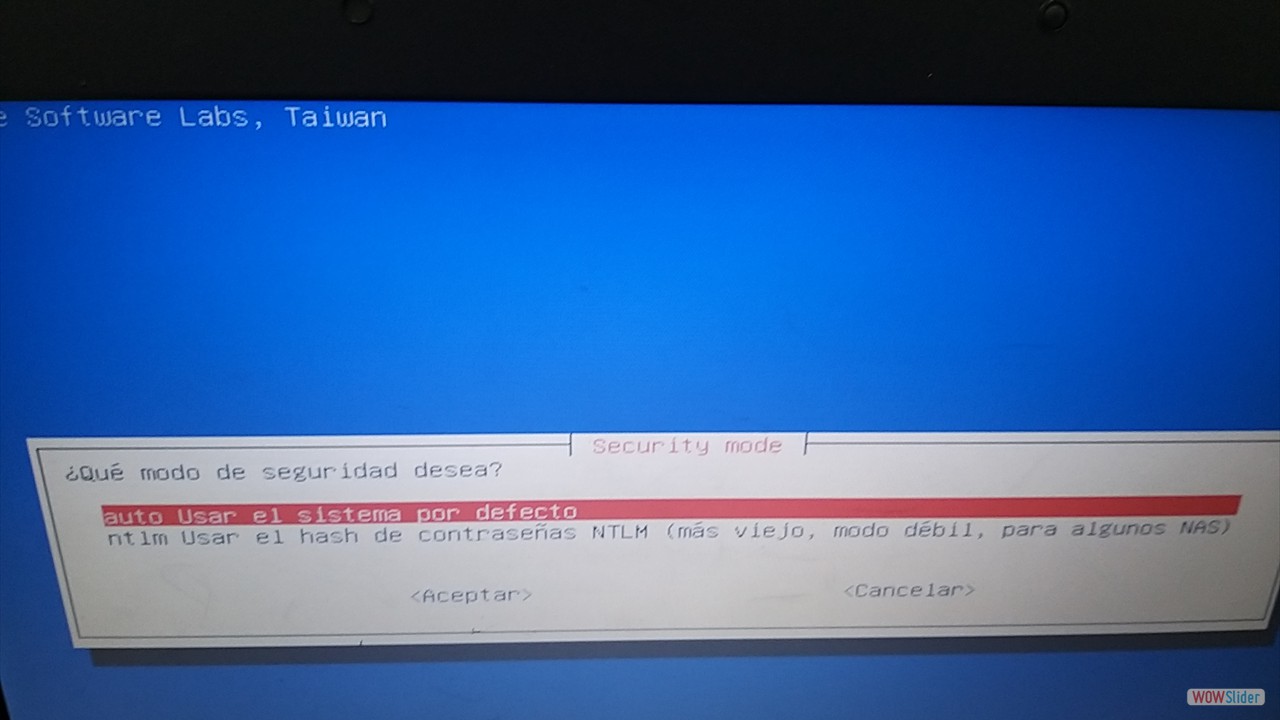 Software Labs, Taiwan
Security mode
¿Qué modo de seguridad desea?
auto Usar el sistema por defecto
ntlm Usar el hash de contraseñas NTLM (más viejo, modo débil, para algunos NAS)
<Aceptar> <Cancelar>
WOWSlider